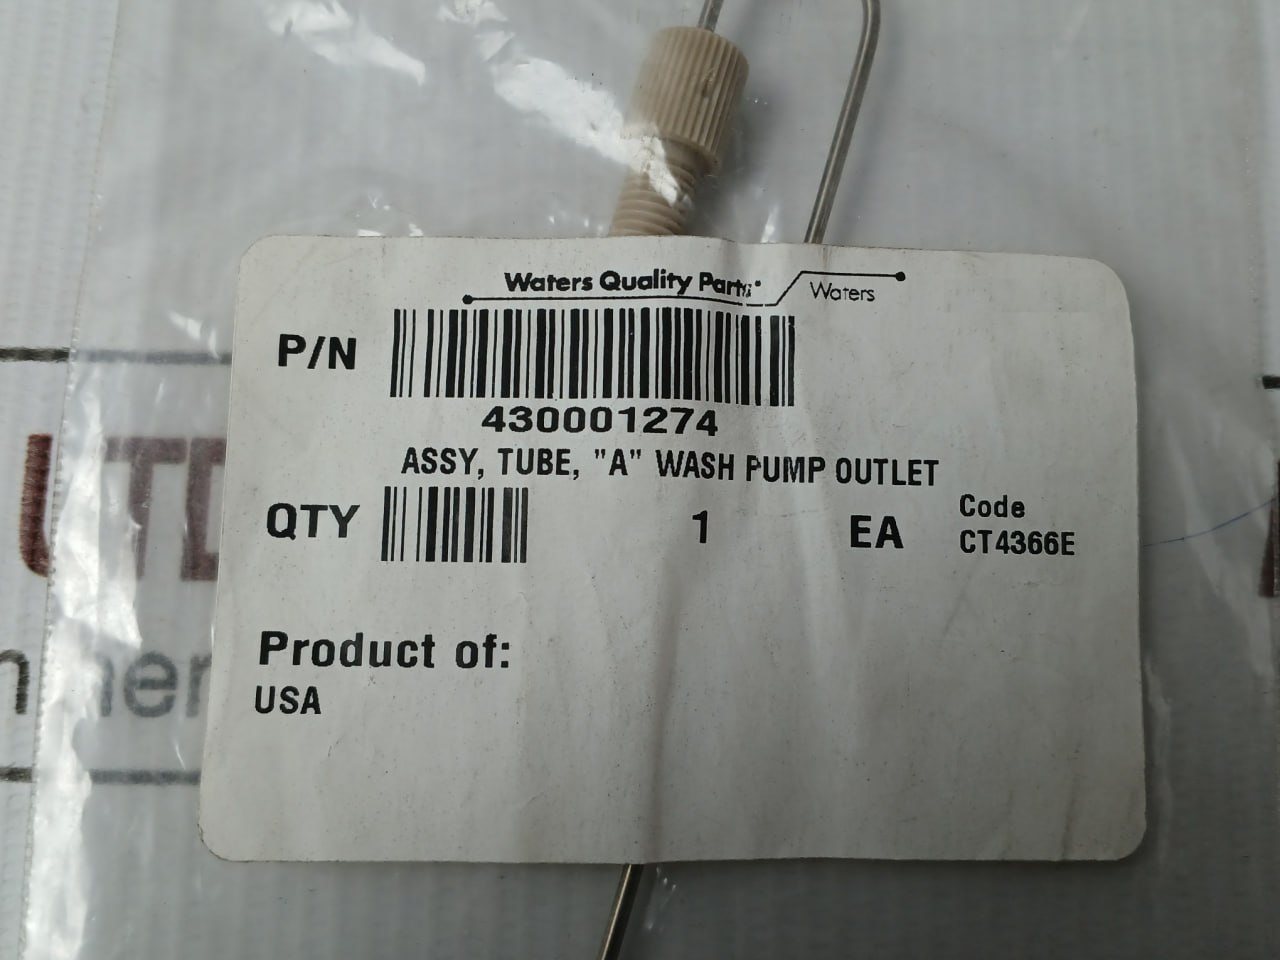 Waters Quality Parts
Waters
P/N
430001274
ASSY, TUBE, "A" WASH PUMP OUTLET
QTY 1 EA
Code
CT4366E
Product of:
USA